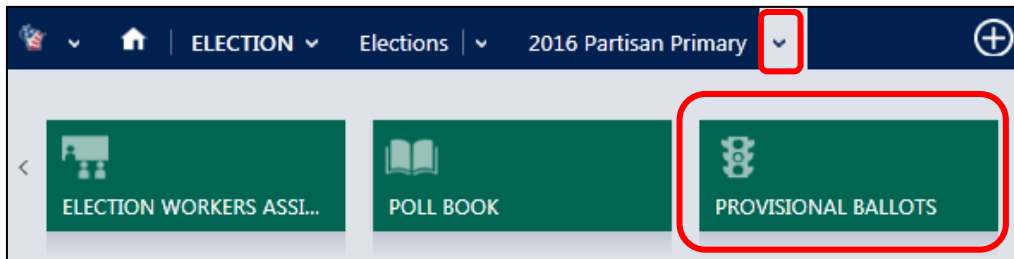 ELECTION Elections 2016 Partisan Primary
ELECTION WORKERS ASSI... POLL BOOK PROVISIONAL BALLOTS